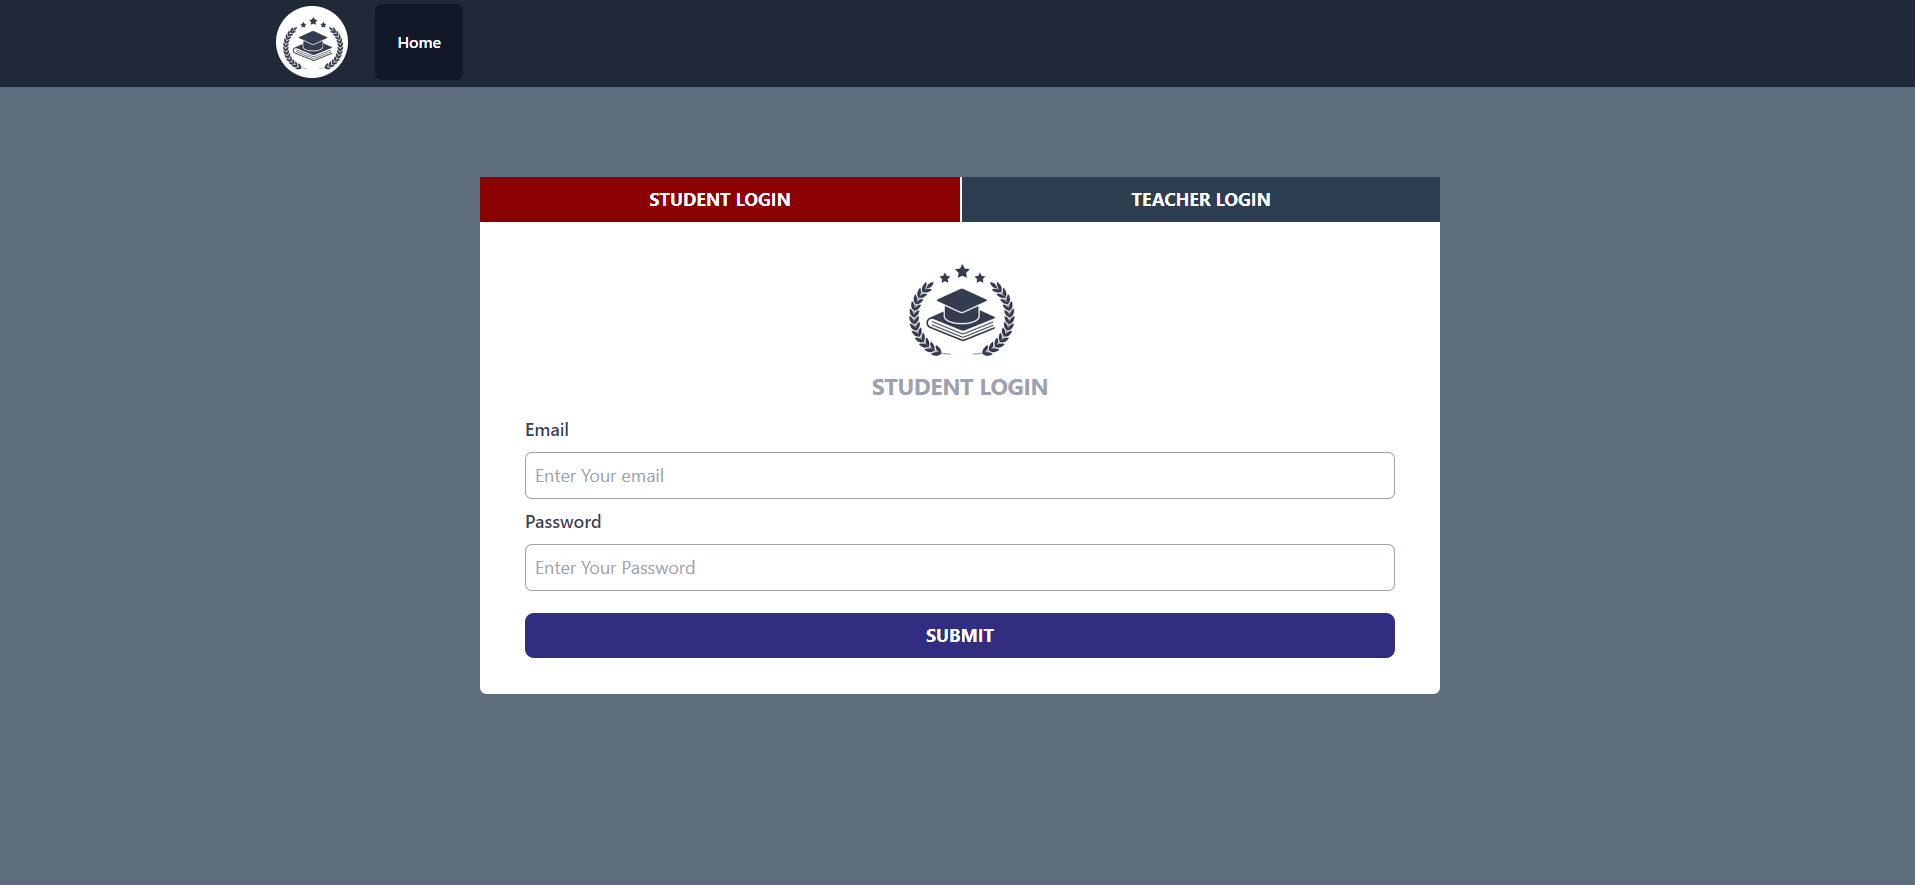 Home
STUDENT LOGIN
TEACHER LOGIN
STUDENT LOGIN
Email
Enter Your email
Password
Enter Your Password
SUBMIT